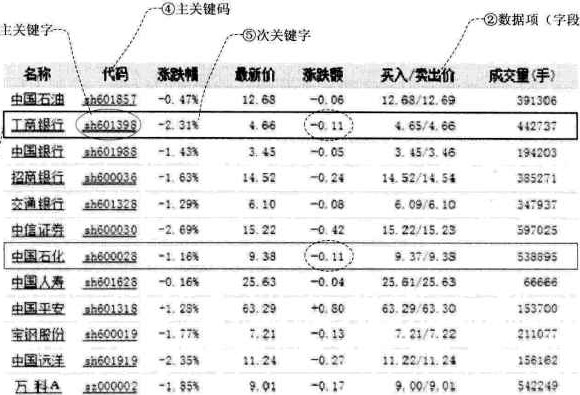 ④主关键码
主关键字
⑤次关键字
②数据项（字段
名称 代码 涨跌幅 最新价 涨跌额 买入/卖出价 成交量(手)
中国石油 sh601857 -0.47% 12.68 -0.06 12.68/12.69 391306
工商银行 sh601398 -2.31% 4.66 -0.11 4.65/4.66 442737
中国银行 sh601988 -1.43% 3.45 -0.05 3.45/3.46 194203
招商银行 sh600036 -1.63% 14.52 -0.24 14.52/14.54 385271
交通银行 sh601328 -1.29% 6.10 -0.08 6.09/6.10 347937
中信证券 sh600030 -2.69% 15.22 -0.42 15.22/15.23 597025
中国石化 sh600028 -1.16% 9.38 -0.11 9.37/9.38 538895
中国人寿 sh601628 -0.16% 25.63 -0.04 25.61/25.63 66666
中国平安 sh601318 +1.28% 63.29 +0.80 63.29/63.30 153700
宝钢股份 sh600019 -1.77% 7.21 -0.13 7.21/7.22 211077
中国远洋 sh601919 -2.35% 11.24 -0.27 11.22/11.24 156162
万 科A sz000002 -1.85% 9.01 -0.17 9.00/9.01 542249